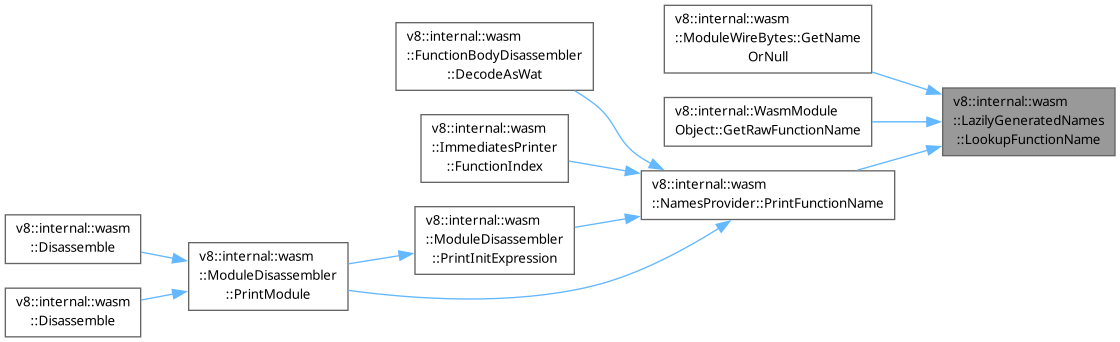 v8::internal::wasm
::ModuleWireBytes::GetName
OrNull
v8::internal::wasm
::FunctionBodyDisassembler
::DecodeAsWat
v8::internal::wasm
::LazilyGeneratedNames
::LookupFunctionName
v8::internal::WasmModule
Object::GetRawFunctionName
v8::internal::wasm
::ImmediatesPrinter
::FunctionIndex
v8::internal::wasm
::NamesProvider::PrintFunctionName
v8::internal::wasm
::ModuleDisassembler
::PrintInitExpression
v8::internal::wasm
::Disassemble
v8::internal::wasm
::ModuleDisassembler
::PrintModule
v8::internal::wasm
::Disassemble